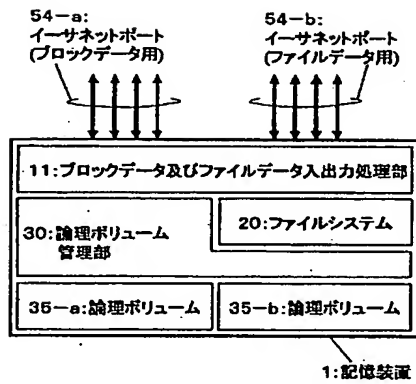 54-a:
イーサネットポート
(ブロックデータ用)
54-b:
イーサネットポート
(ファイルデータ用)
11:ブロックデータ及びファイルデータ入出力処理部
30:論理ボリューム
管理部
20:ファイルシステム
35-a:論理ボリューム
35-b:論理ボリューム
1:記憶装置